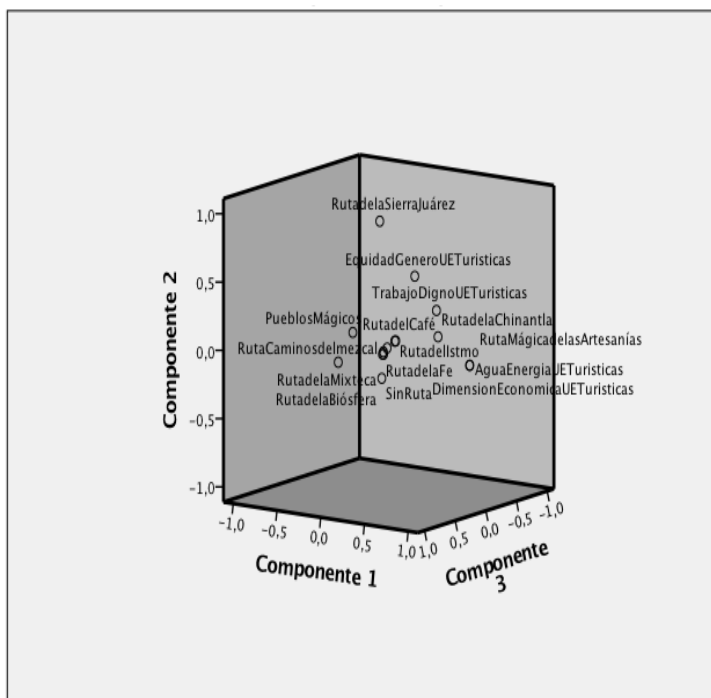 RutadelaSierraJuárez
EquidadGeneroUETuristicas
TrabajoDignoUETuristicas
PueblosMágicos
RutadelCafé
RutadelaChinantla
RutaMágicadelasArtesanías
RutaCaminosdelmezcal
RutadelIstmo
RutadelaFe
AguaEnergiaUETuristicas
RutadelaMixteca
SinRuta
DimensionEconomicaUETuristicas
RutadelaBiósfera
Componente 2
1,0
0,5
0,0
-0,5
-1,0
-1,0
-0,5
0,0
0,5
1,0
Componente 1
1,0
0,5
0,0
-0,5
-1,0
Componente
3